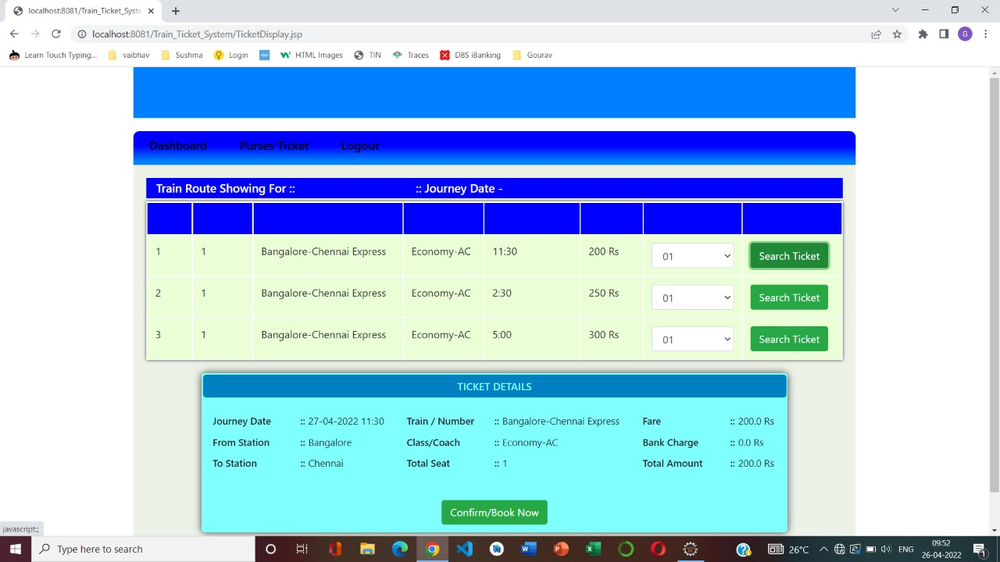 localhost:8081/Train_Ticket_Syste
localhost:8081/Train_Ticket_System/TicketDisplay.jsp
G
Learn Touch Typing... vaibhav Sushma Login HTML Images TIN Traces DBS iBanking Gourav
Dashboard Purses Ticket Logout
Train Route Showing For :: :: Journey Date -
1 1 Bangalore-Chennai Express Economy-AC 11:30 200 Rs 01 Search Ticket
2 1 Bangalore-Chennai Express Economy-AC 2:30 250 Rs 01 Search Ticket
3 1 Bangalore-Chennai Express Economy-AC 5:00 300 Rs 01 Search Ticket
TICKET DETAILS
Journey Date :: 27-04-2022 11:30 Train / Number :: Bangalore-Chennai Express Fare :: 200.0 Rs
From Station :: Bangalore Class/Coach :: Economy-AC Bank Charge :: 0.0 Rs
To Station :: Chennai Total Seat :: 1 Total Amount :: 200.0 Rs
Confirm/Book Now
javascript:;
Type here to search 26°C ENG 09:52
26-04-2022 1